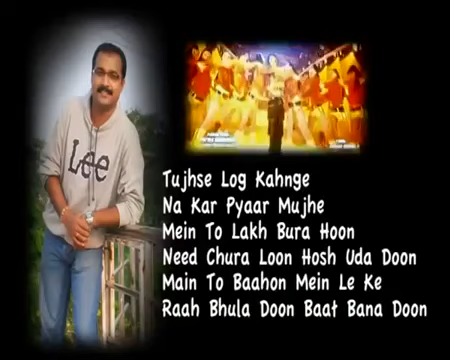 Lee
Tujhse Log Kahnge
Na Kar Pyaar Mujhe
Mein To Lakh Bura Hoon
Need Chura Loon Hosh Uda Doon
Main To Baahon Mein Le Ke
Raah Bhula Doon Baat Bana Doon